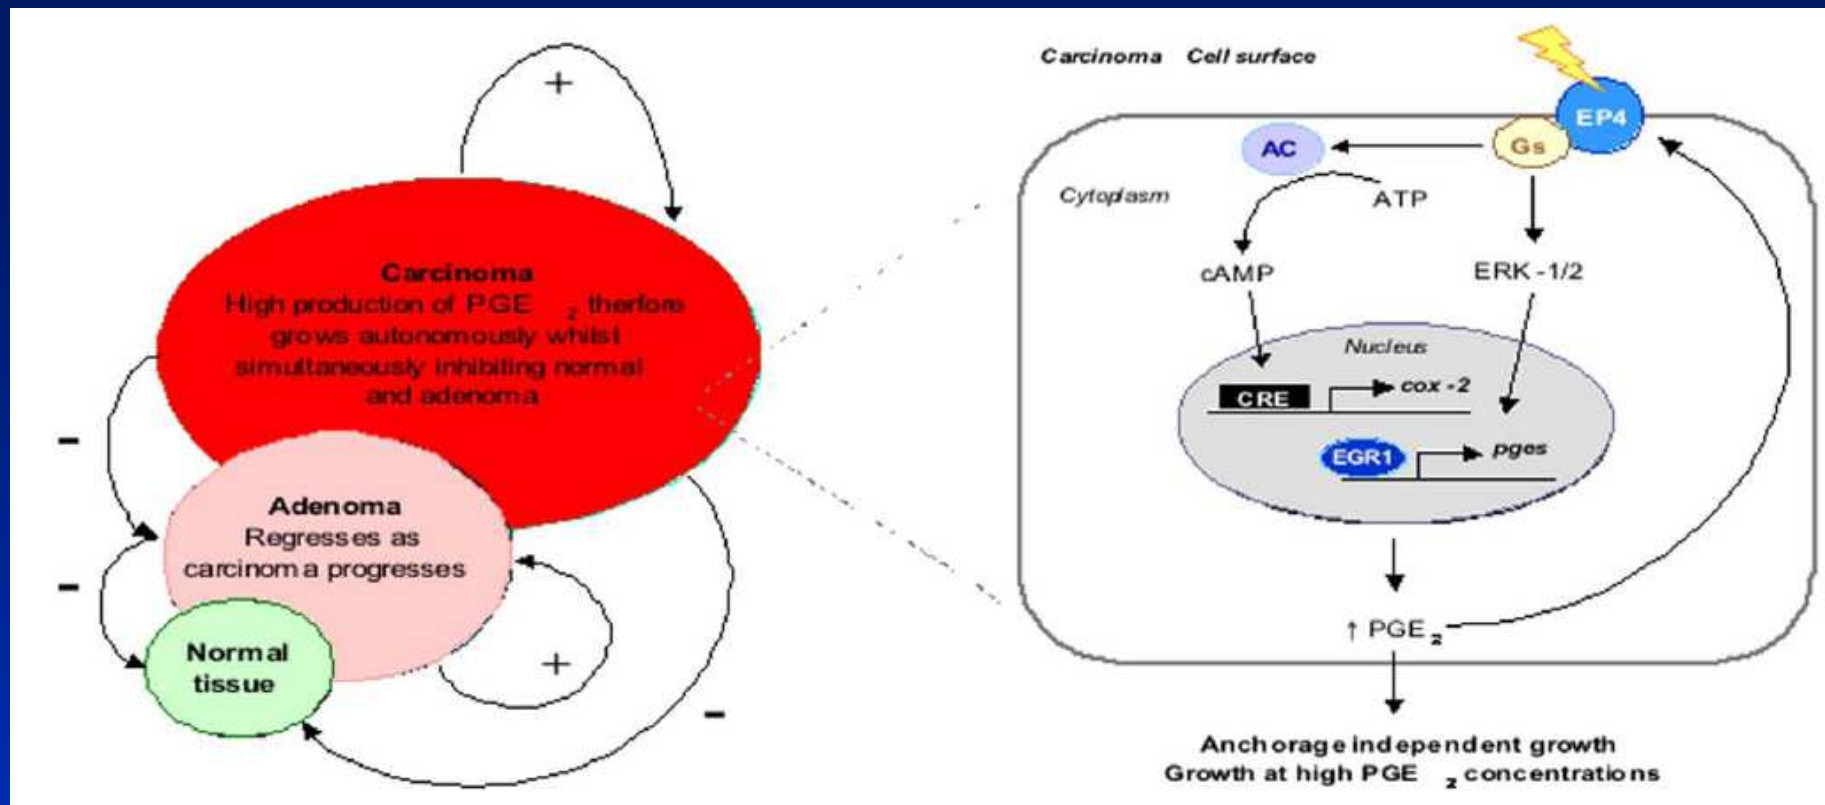 +
Carcinoma
High production of PGE 2 therfore
grows autonomously whilst
simultaneously inhibiting normal
and adenoma
-
Adenoma
Regresses as
carcinoma progresses
-
Normal
tissue
+
-
Carcinoma Cell surface
EP4
Gs
AC
Cytoplasm
ATP
cAMP
ERK-1/2
Nucleus
CRE
cox-2
EGR1
pges
↑ PGE 2
Anchorage independent growth
Growth at high PGE 2 concentrations